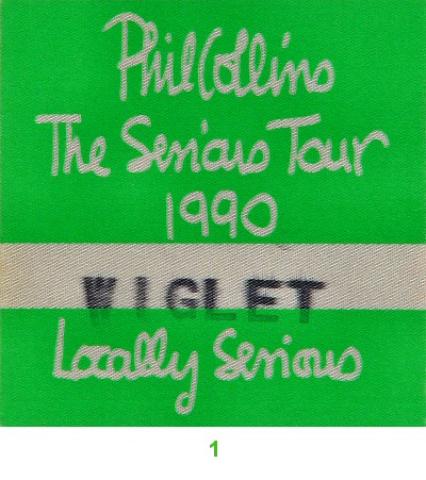 Phil Collins
The Serious Tour
1990
WIGLET
Locally Serious
1